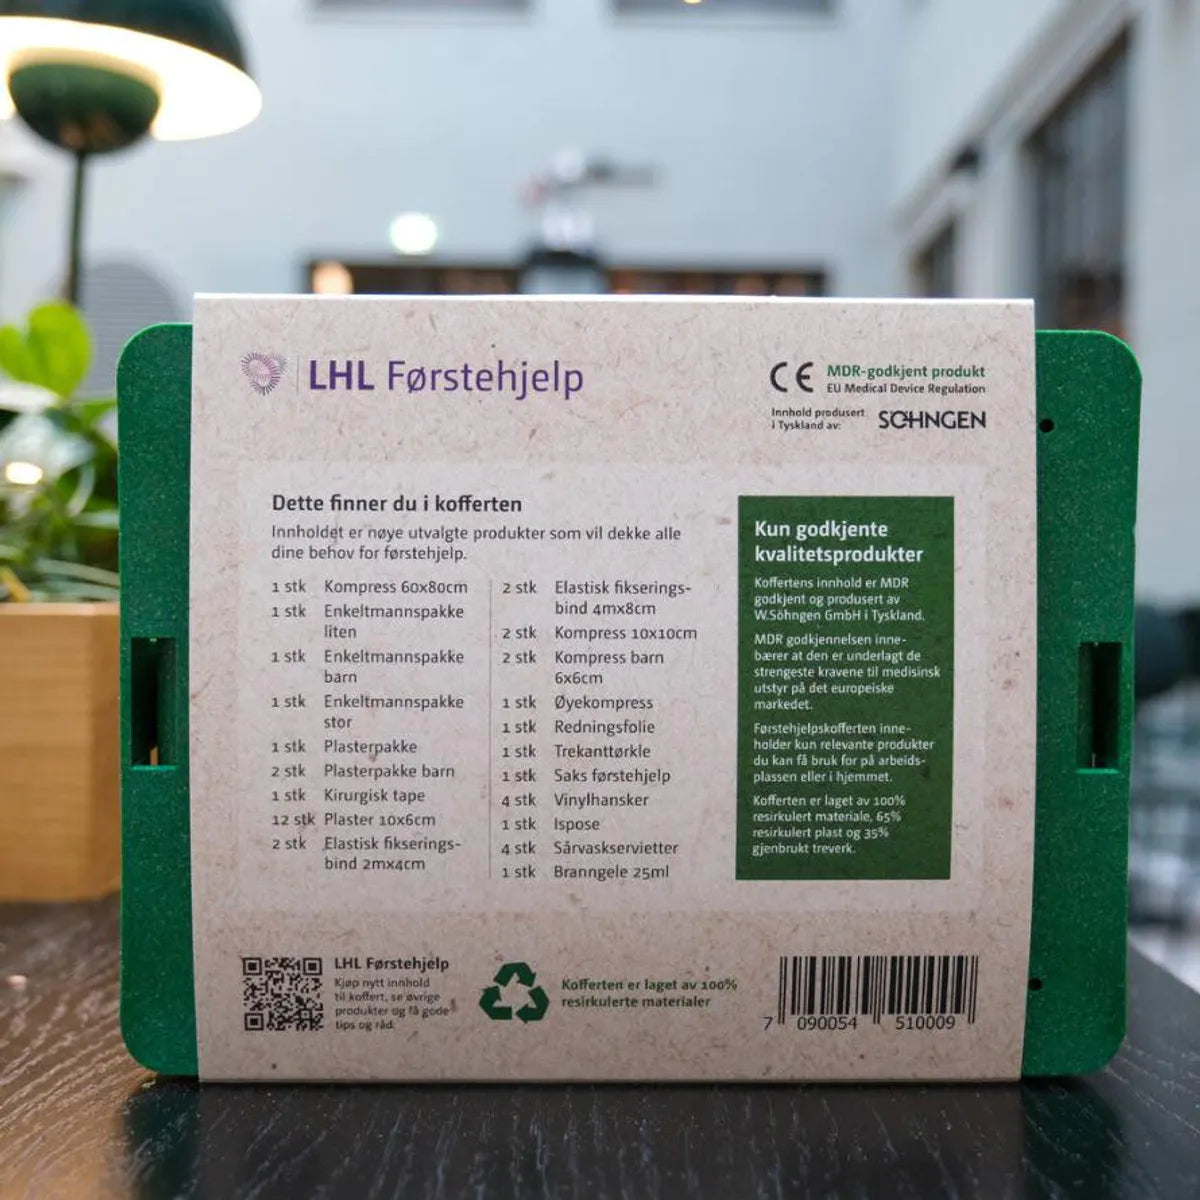 LHL Førstehjelp
CE
MDR-godkjent produkt
EU Medical Device Regulation
Innhold produsert
i Tyskland av:
SÖHNGEN
Dette finner du i kofferten
Innholdet er nøye utvalgte produkter som vil dekke alle
dine behov for førstehjelp.
1 stk Kompress 60x80cm
1 stk Enkeltmannspakke
liten
1 stk Enkeltmannspakke
barn
1 stk Enkeltmannspakke
stor
1 stk Plasterpakke
2 stk Plasterpakke barn
1 stk Kirurgisk tape
12 stk Plaster 10x6cm
2 stk Elastisk fikserings-
bind 2mx4cm
2 stk Elastisk fikserings-
bind 4mx8cm
2 stk Kompress 10x10cm
2 stk Kompress barn
6x6cm
1 stk Øyekompress
1 stk Redningsfolie
1 stk Trekanttørkle
1 stk Saks førstehjelp
4 stk Vinylhansker
1 stk Ispose
4 stk Sårvaskservietter
1 stk Branngele 25ml
Kun godkjente
kvalitetsprodukter
Koffertens innhold er MDR
godkjent og produsert av
W.Söhngen GmbH i Tyskland.
MDR godkjennelsen inne-
bærer at den er underlagt de
strengeste kravene til medisinsk
utstyr på det europeiske
markedet.
Førstehjelpskofferten inne-
holder kun relevante produkter
du kan få bruk for på arbeids-
plassen eller i hjemmet.
Kofferten er laget av 100%
resirkulert materiale, 65%
resirkulert plast og 35%
gjenbrukt treverk.
LHL Førstehjelp
Kjøp nytt innhold
til koffert, se øvrige
produkter og få gode
tips og råd.
Kofferten er laget av 100%
resirkulerte materialer
7 090054 510009